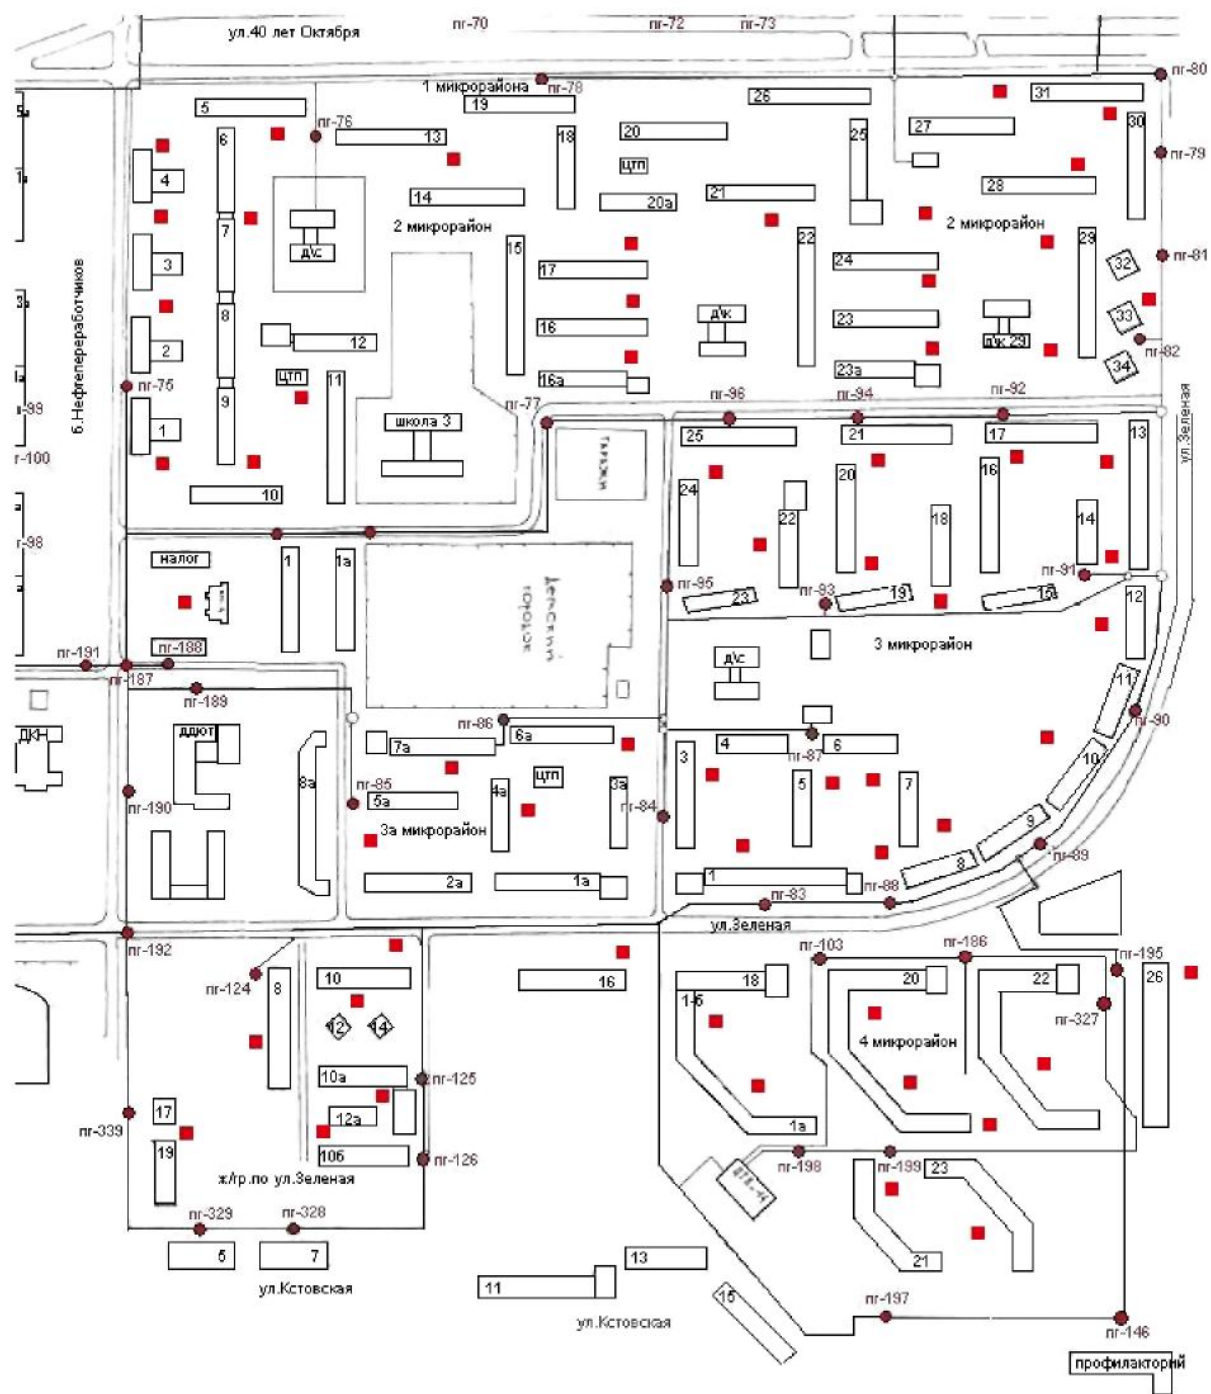 ул.40 лет Октября
пг-70
пг-72
пг-73
пг-80
1 микрорайона
пг-78
5
19
26
31
пг-76
13
18
20
25
27
30
6
пг-79
4
ЦТП
14
20а
21
28
2 микрорайон
2 микрорайон
7
15
22
29
д\с
3
17
24
32
пг-81
б.Нефтепереработчиков
8
16
д\к
23
33
д\к 29
2
12
34
пг-82
ЦТП
11
16а
23а
пг-75
9
пг-77
пг-96
пг-94
пг-92
99
1
школа 3
25
21
17
13
ул.Зеленая
гаражи
г-100
24
20
16
10
22
18
14
г-98
налог
1
1а
Детский
городок
пг-95
пг-93
пг-91
23
19
15а
12
пг-191
пг-188
3 микрорайон
пг-187
д\с
11
пг-189
пг-86
пг-90
ДКН
ддют
7а
6а
3
4
6
пг-87
10
8а
ЦТП
5
7
пг-190
пг-85
5а
4а
3а
пг-84
3а микрорайон
9
2а
1а
1
8
пг-89
пг-83
пг-88
ул.Зеленая
пг-192
пг-103
пг-186
пг-195
пг-124
8
10
16
18
20
22
26
1-б
12
14
пг-327
4 микрорайон
10а
пг-125
17
12а
1а
пг-339
19
10б
пг-126
пг-198
пг-199
23
ж/гр.по ул.Зеленая
пг-329
пг-328
5
7
21
13
ул.Кстовская
11
15
пг-197
ул.Кстовская
пг-146
профилакторий